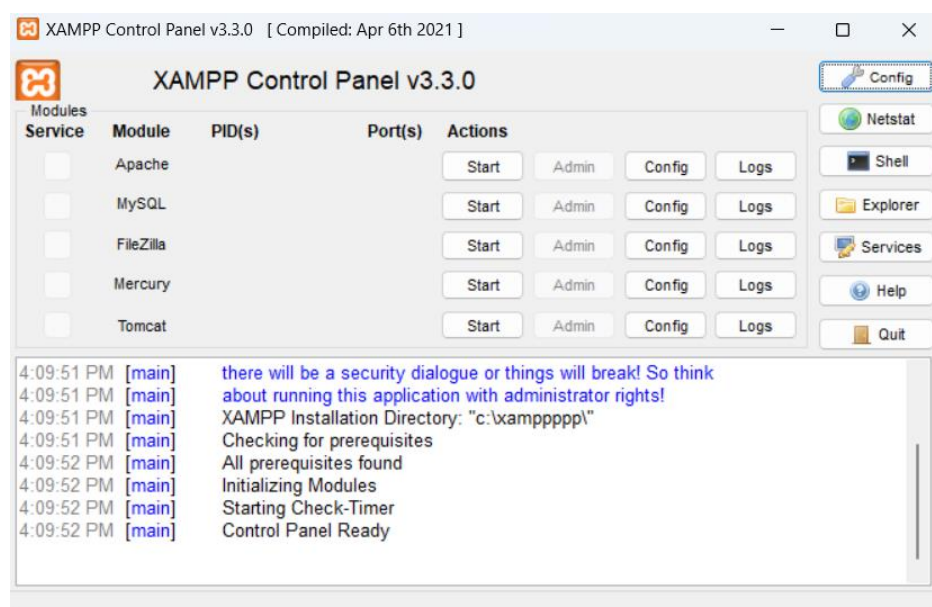 XAMPP Control Panel v3.3.0 [ Compiled: Apr 6th 2021 ]
XAMPP Control Panel v3.3.0
Config
Modules
Service Module PID(s) Port(s) Actions
Netstat
Apache Start Admin Config Logs
Shell
MySQL Start Admin Config Logs
Explorer
FileZilla Start Admin Config Logs
Services
Mercury Start Admin Config Logs
Help
Tomcat Start Admin Config Logs
Quit
4:09:51 PM [main] there will be a security dialogue or things will break! So think
4:09:51 PM [main] about running this application with administrator rights!
4:09:51 PM [main] XAMPP Installation Directory: "c:\xamppppp\"
4:09:51 PM [main] Checking for prerequisites
4:09:52 PM [main] All prerequisites found
4:09:52 PM [main] Initializing Modules
4:09:52 PM [main] Starting Check-Timer
4:09:52 PM [main] Control Panel Ready